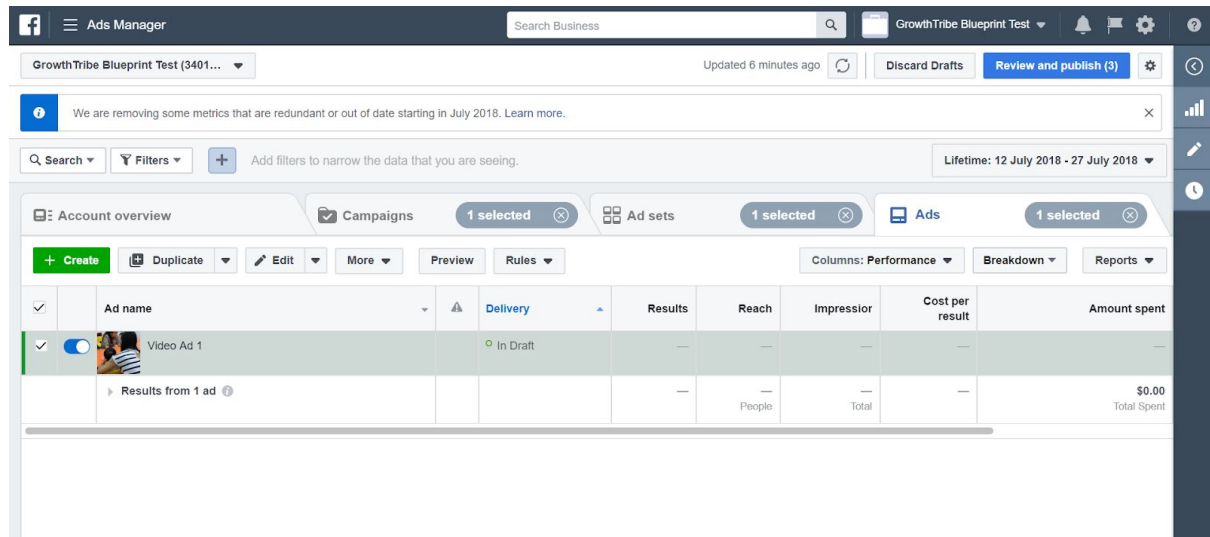 Ads Manager
Search Business
GrowthTribe Blueprint Test
GrowthTribe Blueprint Test (3401...
Updated 6 minutes ago
Discard Drafts
Review and publish (3)
We are removing some metrics that are redundant or out of date starting in July 2018. Learn more.
Search
Filters
Add filters to narrow the data that you are seeing.
Lifetime: 12 July 2018 - 27 July 2018
Account overview
Campaigns
1 selected
Ad sets
1 selected
Ads
1 selected
+ Create
Duplicate
Edit
More
Preview
Rules
Columns: Performance
Breakdown
Reports
Ad name
Delivery
Results
Reach
Impression
Cost per
result
Amount spent
Video Ad 1
In Draft
—
—
—
—
—
Results from 1 ad
—
—
People
—
Total
—
$0.00
Total Spent